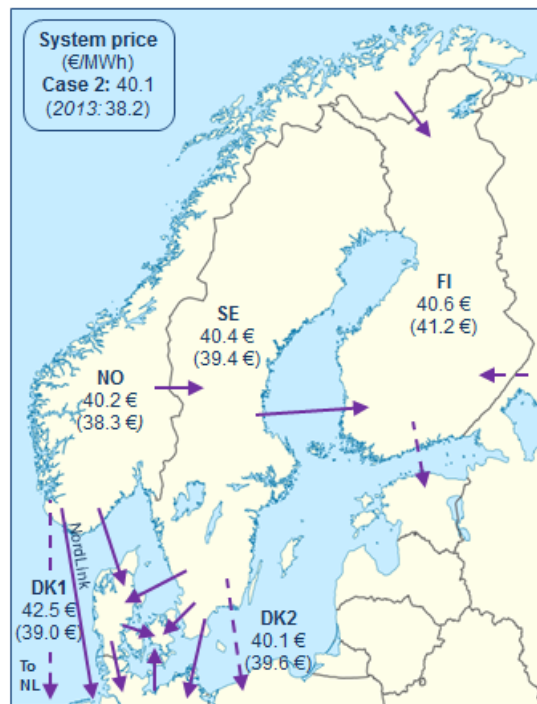 System price
(€/MWh)
Case 2: 40.1
(2013: 38.2)
FI
40.6 €
(41.2 €)
SE
40.4 €
(39.4 €)
NO
40.2 €
(38.3 €)
NordLink
DK1
42.5 €
(39.0 €)
DK2
40.1 €
(39.6 €)
To
NL